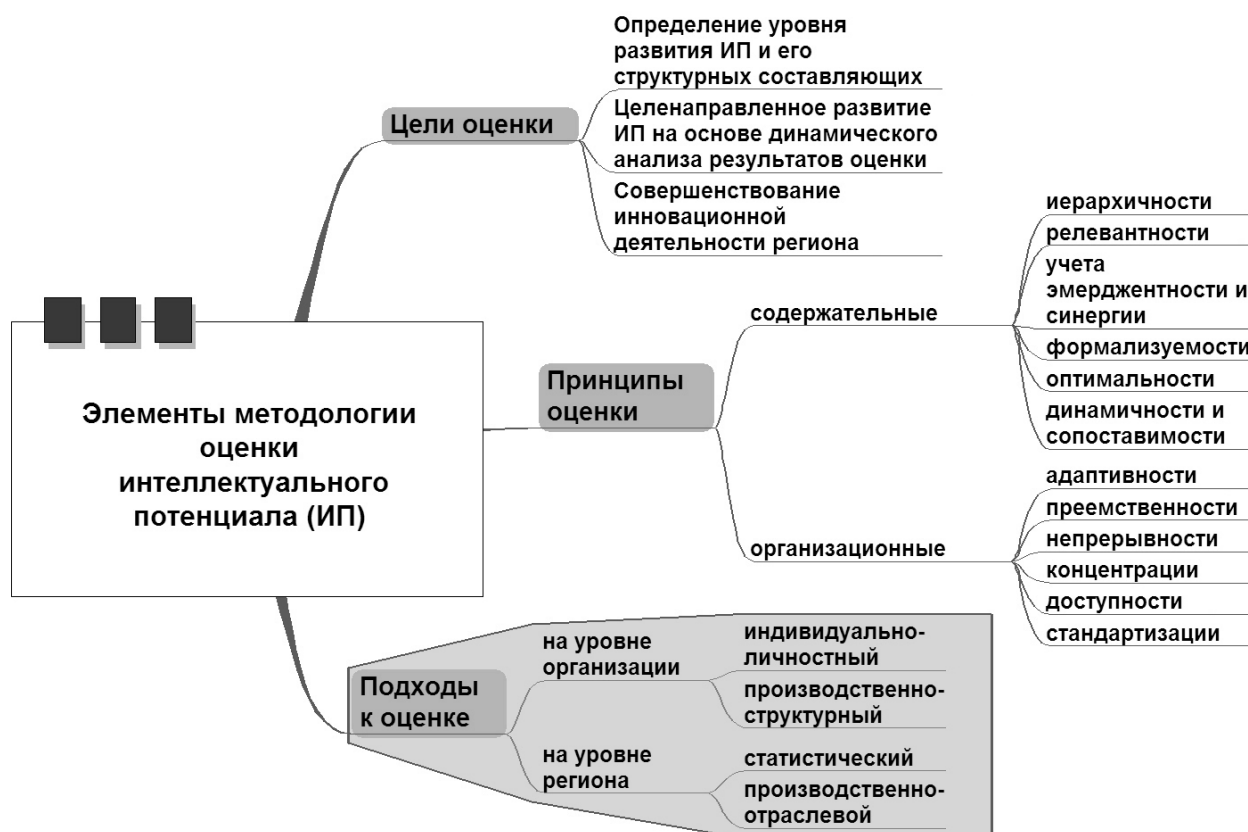 Элементы методологии
оценки
интеллектуального
потенциала (ИП)
Цели оценки
Определение уровня
развития ИП и его
структурных составляющих
Целенаправленное развитие
ИП на основе динамического
анализа результатов оценки
Совершенствование
инновационной
деятельности региона
Принципы
оценки
содержательные
иерархичности
релевантности
учета
эмерджентности и
синергии
формализуемости
оптимальности
динамичности и
сопоставимости
организационные
адаптивности
преемственности
непрерывности
концентрации
доступности
стандартизации
Подходы
к оценке
на уровне
организации
индивидуально-
личностный
производственно-
структурный
на уровне
региона
статистический
производственно-
отраслевой